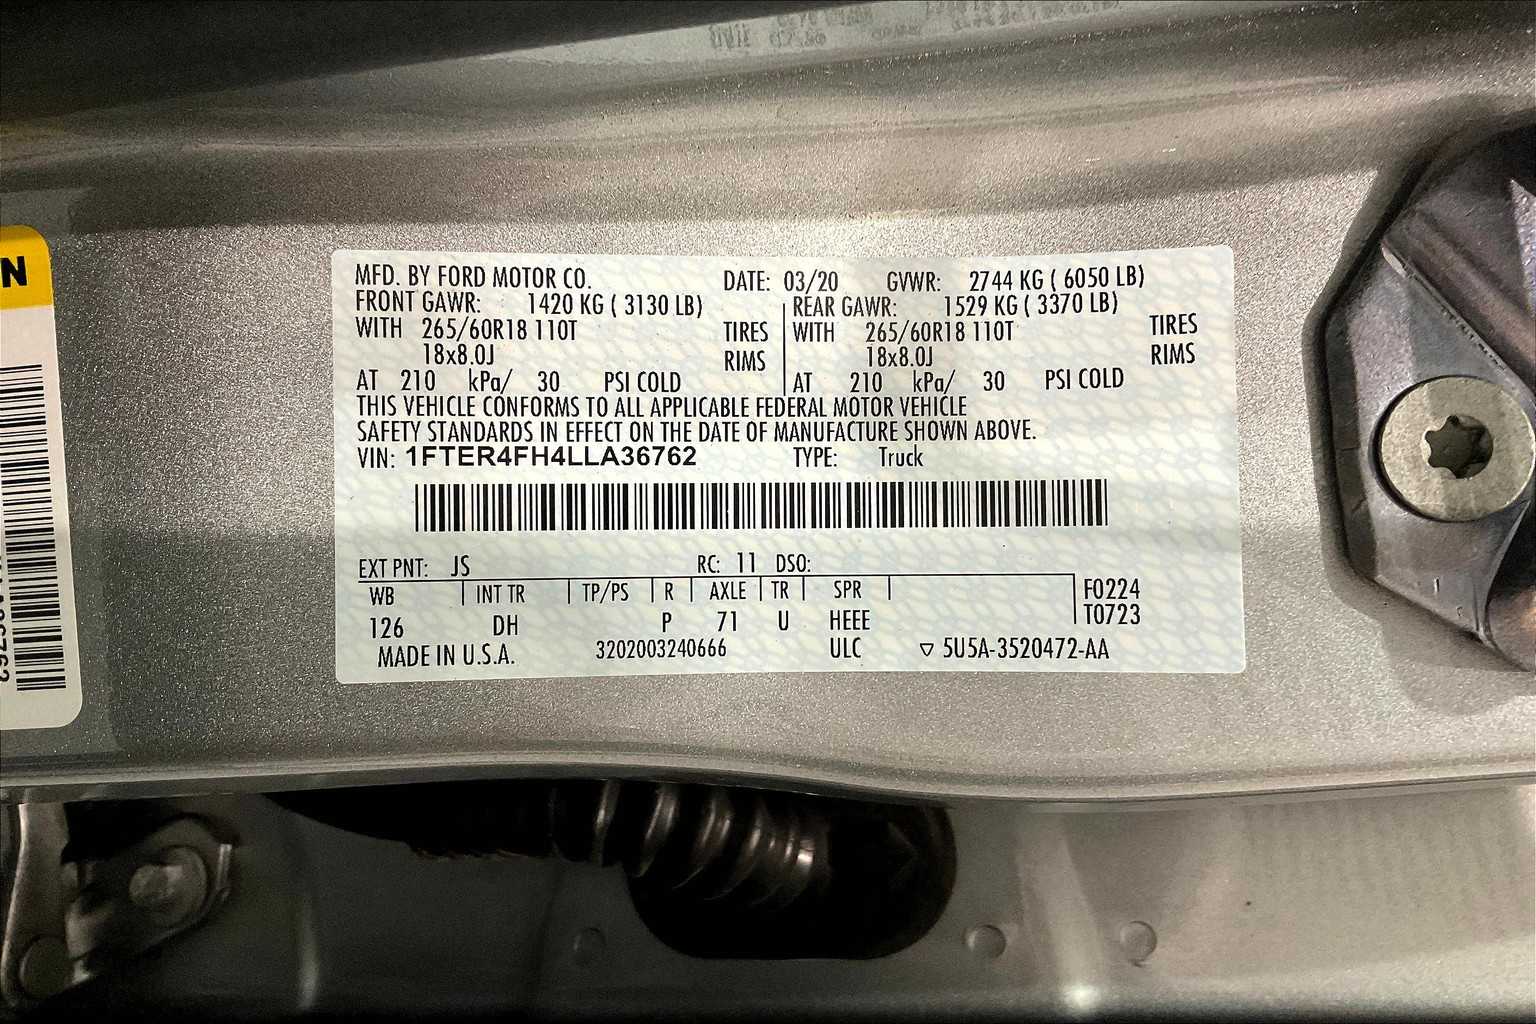 MFD. BY FORD MOTOR CO. DATE: 03/20 GVWR: 2744 KG ( 6050 LB)
FRONT GAWR: 1420 KG ( 3130 LB) REAR GAWR: 1529 KG ( 3370 LB)
WITH 265/60R18 110T TIRES WITH 265/60R18 110T TIRES
18x8.0J RIMS 18x8.0J RIMS
AT 210 kPa/ 30 PSI COLD AT 210 kPa/ 30 PSI COLD
THIS VEHICLE CONFORMS TO ALL APPLICABLE FEDERAL MOTOR VEHICLE
SAFETY STANDARDS IN EFFECT ON THE DATE OF MANUFACTURE SHOWN ABOVE.
VIN: 1FTER4FH4LLA36762 TYPE: Truck
EXT PNT: JS RC: 11 DSO:
WB INT TR TP/PS R AXLE TR SPR F0224
126 DH P 71 U HEEE T0723
MADE IN U.S.A. 3202003240666 ULC ▽ 5U5A-3520472-AA
N